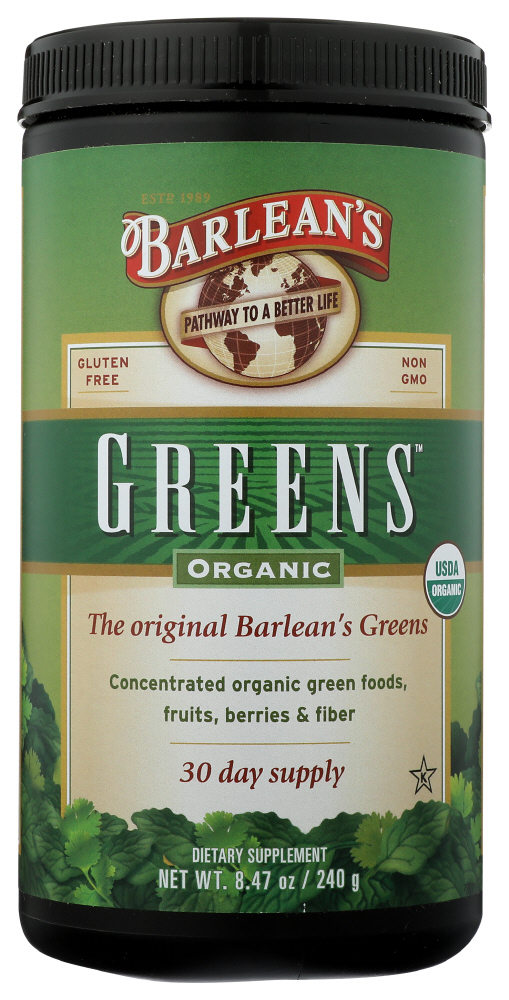 ESTD 1989
BARLEAN'S
PATHWAY TO A BETTER LIFE
GLUTEN FREE
NON GMO
GREENS™
ORGANIC
USDA
ORGANIC
The original Barlean's Greens
Concentrated organic green foods,
fruits, berries & fiber
30 day supply
K
DIETARY SUPPLEMENT
NET WT. 8.47 oz / 240 g